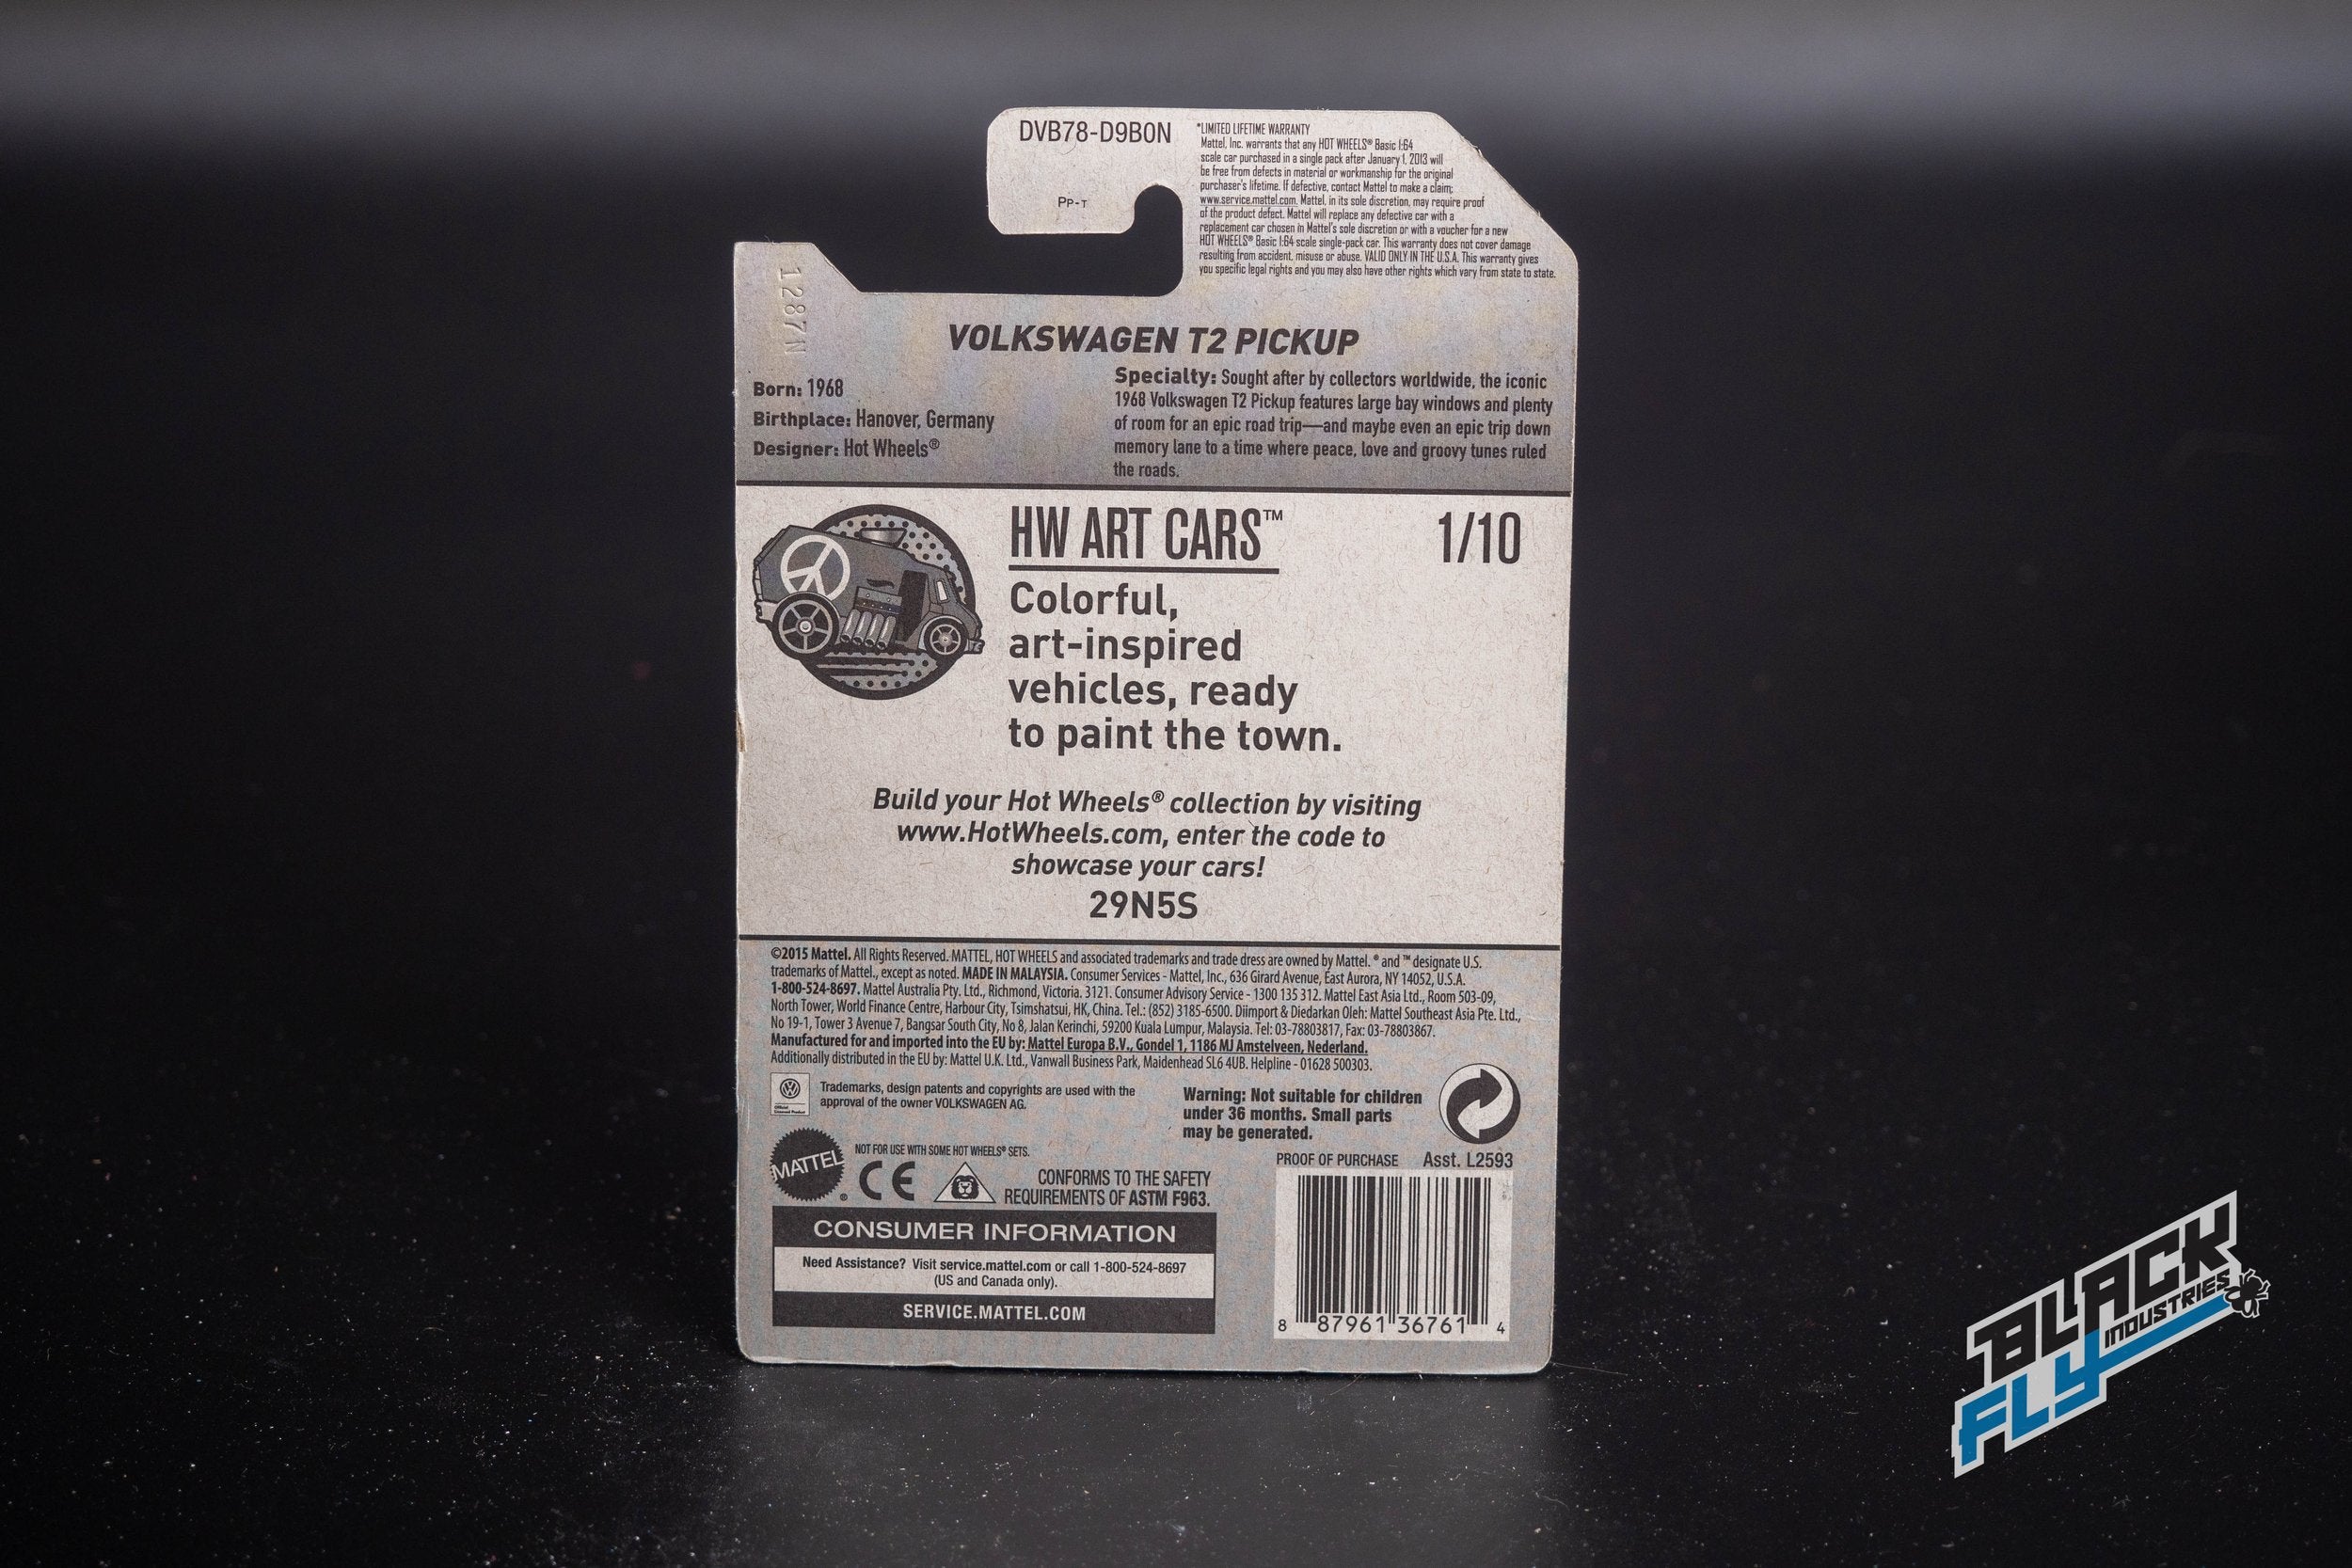 DVB78-D9B0N
PP-T
*LIMITED LIFETIME WARRANTY
Mattel, Inc. warrants that any HOT WHEELS® Basic 1:64
scale car purchased in a single pack after January 1, 2013 will
be free from defects in material or workmanship for the original
purchaser's lifetime. If defective, contact Mattel to make a claim;
www.service.mattel.com. Mattel, in its sole discretion, may require proof
of the product defect. Mattel will replace any defective car with a
replacement car chosen in Mattel's sole discretion or with a voucher for a new
HOT WHEELS® Basic 1:64 scale single-pack car. This warranty does not cover damage
resulting from accident, misuse or abuse. VALID ONLY IN THE U.S.A. This warranty gives
you specific legal rights and you may also have other rights which vary from state to state.
1287N
VOLKSWAGEN T2 PICKUP
Born: 1968
Birthplace: Hanover, Germany
Designer: Hot Wheels®
Specialty: Sought after by collectors worldwide, the iconic
1968 Volkswagen T2 Pickup features large bay windows and plenty
of room for an epic road trip—and maybe even an epic trip down
memory lane to a time where peace, love and groovy tunes ruled
the roads.
HW ART CARS™
1/10
Colorful,
art-inspired
vehicles, ready
to paint the town.
Build your Hot Wheels® collection by visiting
www.HotWheels.com, enter the code to
showcase your cars!
29N5S
©2015 Mattel. All Rights Reserved. MATTEL, HOT WHEELS and associated trademarks and trade dress are owned by Mattel. ® and ™ designate U.S.
trademarks of Mattel., except as noted. MADE IN MALAYSIA. Consumer Services - Mattel, Inc., 636 Girard Avenue, East Aurora, NY 14052, U.S.A.
1-800-524-8697. Mattel Australia Pty. Ltd., Richmond, Victoria. 3121. Consumer Advisory Service - 1300 135 312. Mattel East Asia Ltd., Room 503-09,
North Tower, World Finance Centre, Harbour City, Tsimshatsui, HK, China. Tel.: (852) 3185-6500. Diimport & Diedarkan Oleh: Mattel Southeast Asia Pte. Ltd.,
No 19-1, Tower 3 Avenue 7, Bangsar South City, No 8, Jalan Kerinchi, 59200 Kuala Lumpur, Malaysia. Tel: 03-78803817, Fax: 03-78803867.
Manufactured for and imported into the EU by: Mattel Europa B.V., Gondel 1, 1186 MJ Amstelveen, Nederland.
Additionally distributed in the EU by: Mattel U.K. Ltd., Vanwall Business Park, Maidenhead SL6 4UB. Helpline - 01628 500303.
Official
Licensed Product
Trademarks, design patents and copyrights are used with the
approval of the owner VOLKSWAGEN AG.
Warning: Not suitable for children
under 36 months. Small parts
may be generated.
MATTEL®
NOT FOR USE WITH SOME HOT WHEELS® SETS.
CE
CONFORMS TO THE SAFETY
REQUIREMENTS OF ASTM F963.
PROOF OF PURCHASE Asst. L2593
CONSUMER INFORMATION
Need Assistance? Visit service.mattel.com or call 1-800-524-8697
(US and Canada only).
SERVICE.MATTEL.COM
8 87961 36761 4
BLACK
FLY
INDUSTRIES